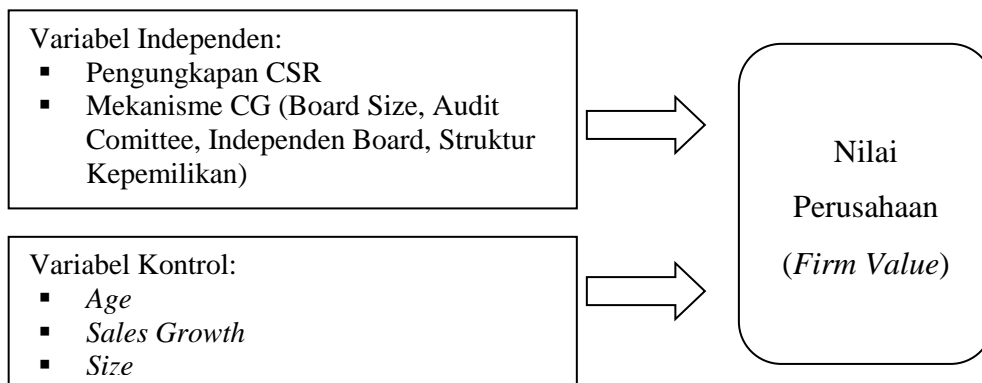 Variabel Independen:
▪ Pengungkapan CSR
▪ Mekanisme CG (Board Size, Audit
Comittee, Independen Board, Struktur
Kepemilikan)
Variabel Kontrol:
▪ Age
▪ Sales Growth
▪ Size
Nilai
Perusahaan
(Firm Value)